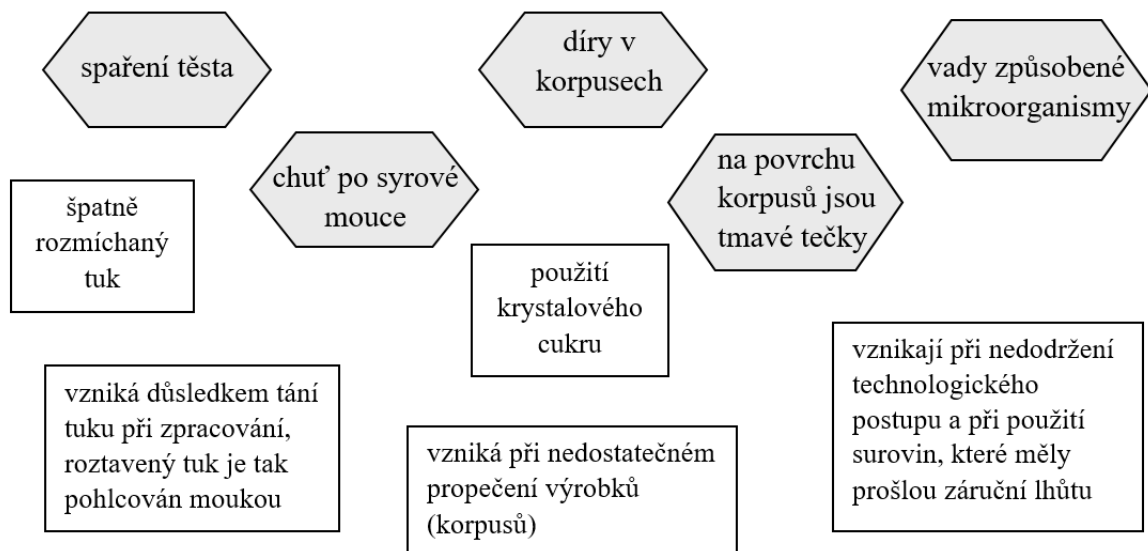 spaření těsta
díry v
korpusech
vady způsobené
mikroorganismy
chuť po syrové
mouce
na povrchu
korpusů jsou
tmavé tečky
špatně
rozmíchaný
tuk
použití
krystalového
cukru
vzniká důsledkem tání
tuku při zpracování,
roztavený tuk je tak
pohlcován moukou
vzniká při nedostatečném
propečení výrobků
(korpusů)
vznikají při nedodržení
technologického
postupu a při použití
surovin, které měly
prošlou záruční lhůtu